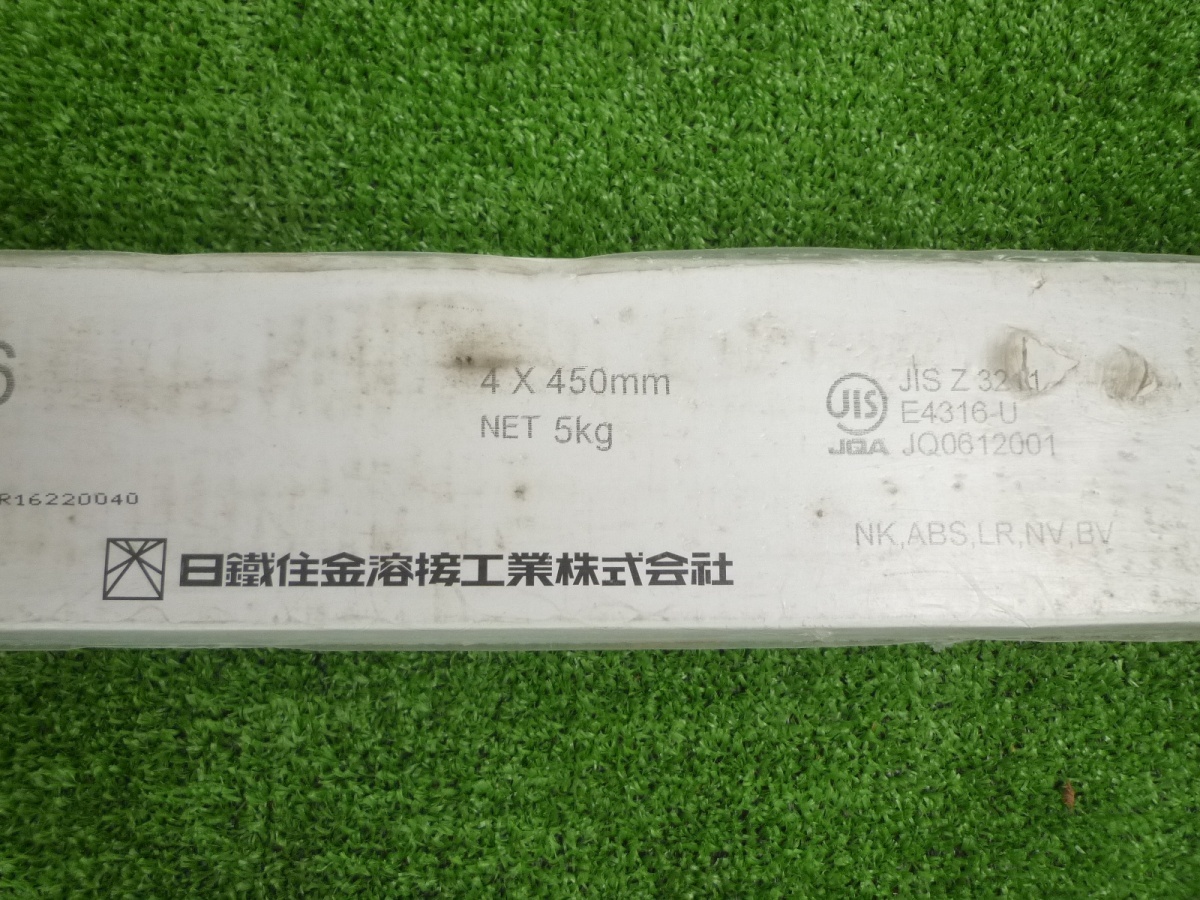 4 X 450mm
NET 5kg
JIS
JQA
JIS Z 3211
E4316-U
JQ0612001
R16220040
NK,ABS,LR,NV,BV
日鐵住金溶接工業株式会社